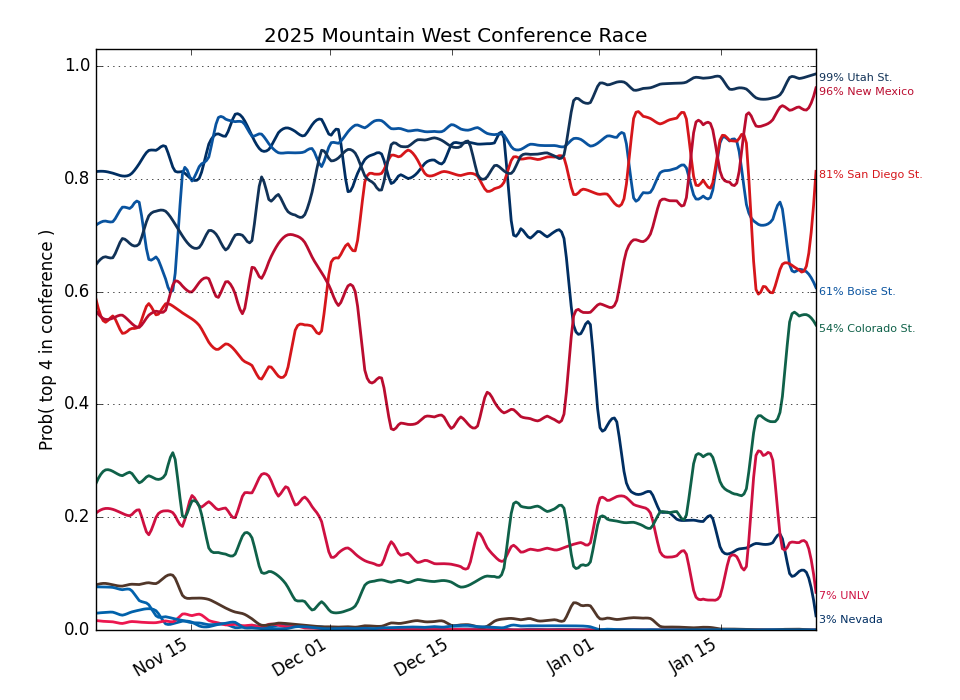 2025 Mountain West Conference Race
1.0
0.8
0.6
0.4
0.2
0.0
Prob( top 4 in conference )
Nov 15
Dec 01
Dec 15
Jan 01
Jan 15
99% Utah St.
96% New Mexico
81% San Diego St.
61% Boise St.
54% Colorado St.
7% UNLV
3% Nevada